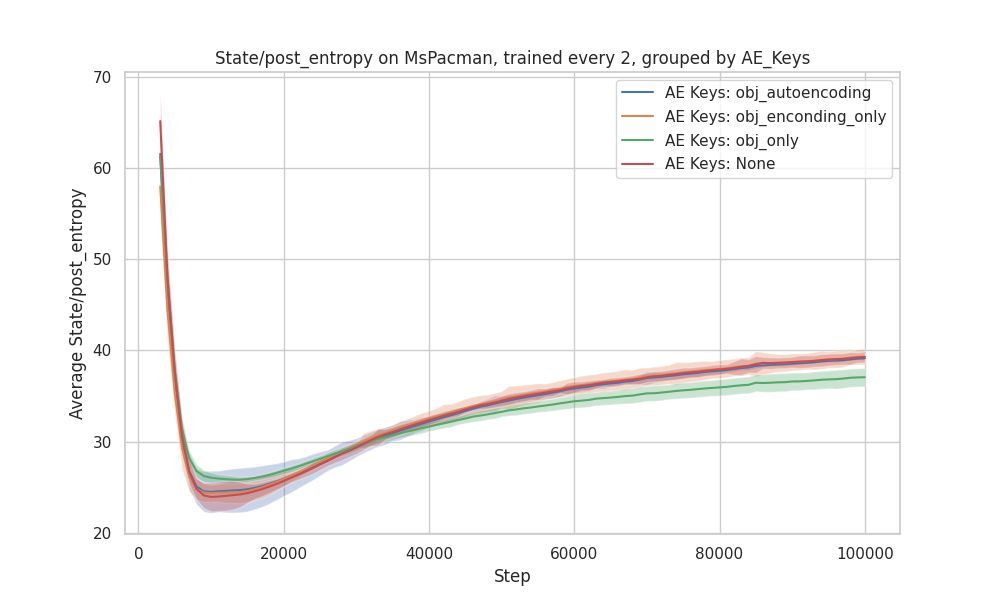 State/post_entropy on MsPacman, trained every 2, grouped by AE_Keys
70
60
50
40
30
20
Average State/post_entropy
AE Keys: obj_autoencoding
AE Keys: obj_enconding_only
AE Keys: obj_only
AE Keys: None
0
20000
40000
60000
80000
100000
Step